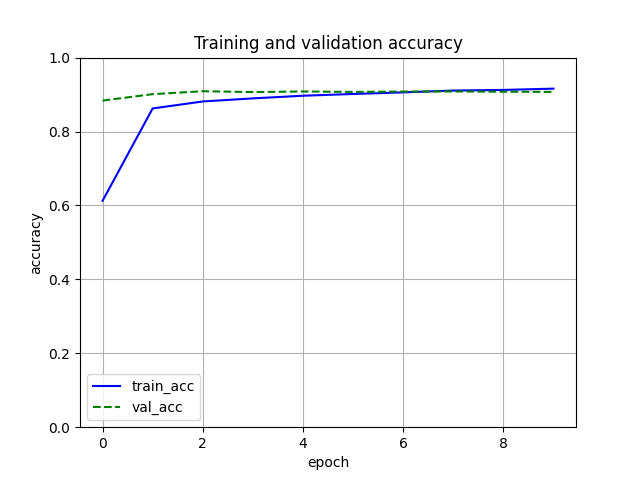 Training and validation accuracy
1.0
0.8
0.6
0.4
0.2
0.0
accuracy
train_acc
val_acc
0 2 4 6 8
epoch